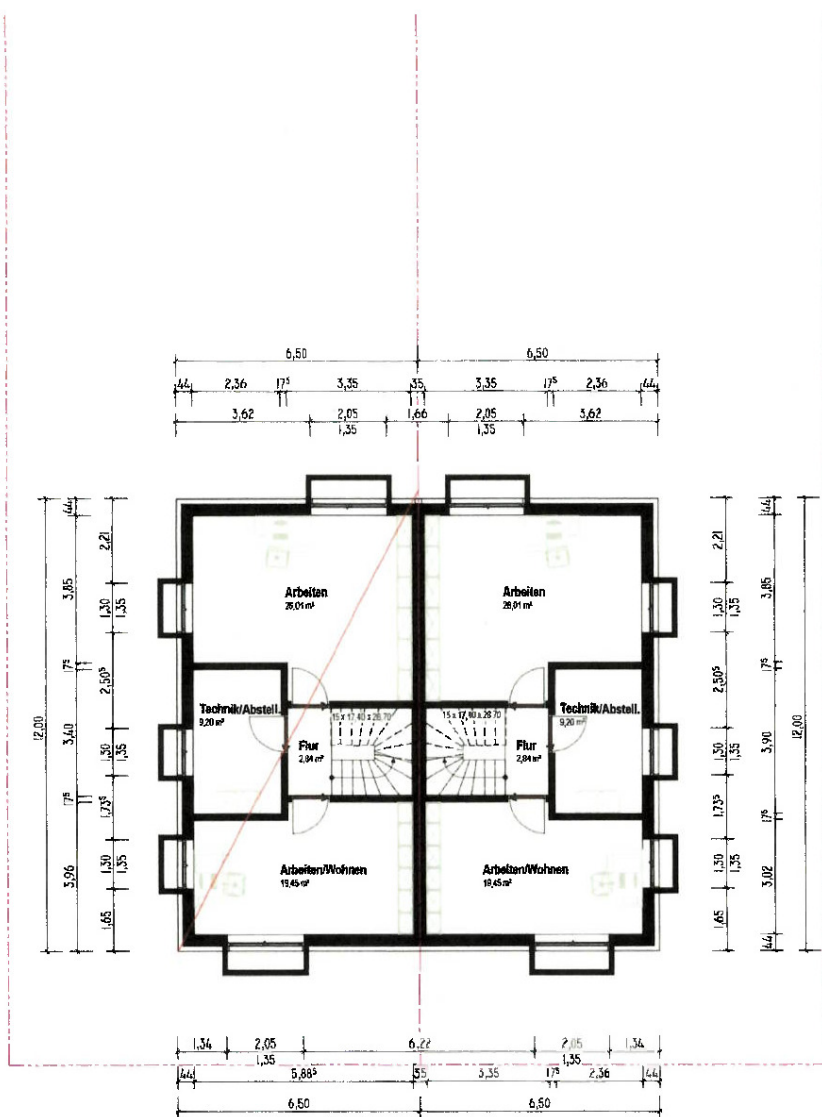 6,50 6,50
44 2,36 17⁵ 3,35 35 3,35 17⁵ 2,36 44
3,62 2,05 1,66 2,05 3,62
1,35 1,35
12,00
44 3,85 17⁵ 3,40 17⁵ 3,96
2,21 1,30 2,50⁵ 1,30 1,73⁵ 1,30 1,65
1,35 1,35 1,35
Arbeiten
Arbeiten
26,01 m²
Technik/Abstell.
9,20 m²
15 x 17,40 x 28,70
15 x 17,40 x 28,70
Technik/Abstell.
9,20 m²
Flur
2,84 m²
Flur
2,84 m²
Arbeiten/Wohnen
19,45 m²
Arbeiten/Wohnen
19,45 m²
2,21 1,30 2,50⁵ 1,30 1,73⁵ 1,30 1,65
1,35 1,35 1,35
44 3,85 17⁵ 3,90 17⁵ 3,02 44
12,00
1,34 2,05 6,22 2,05 1,34
1,35 1,35
44 5,88⁵ 35 3,35 17⁵ 2,36 44
11
6,50 6,50